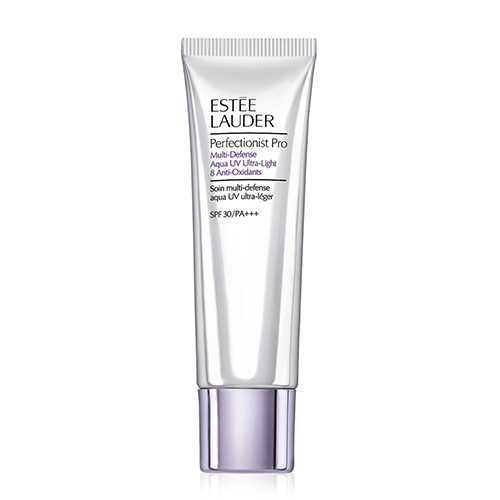 ESTÉE
LAUDER
Perfectionist Pro
Multi-Defense
Aqua UV Ultra-Light
8 Anti-Oxidants
Soin multi-défense
aqua UV ultra-léger
SPF 30/PA+++